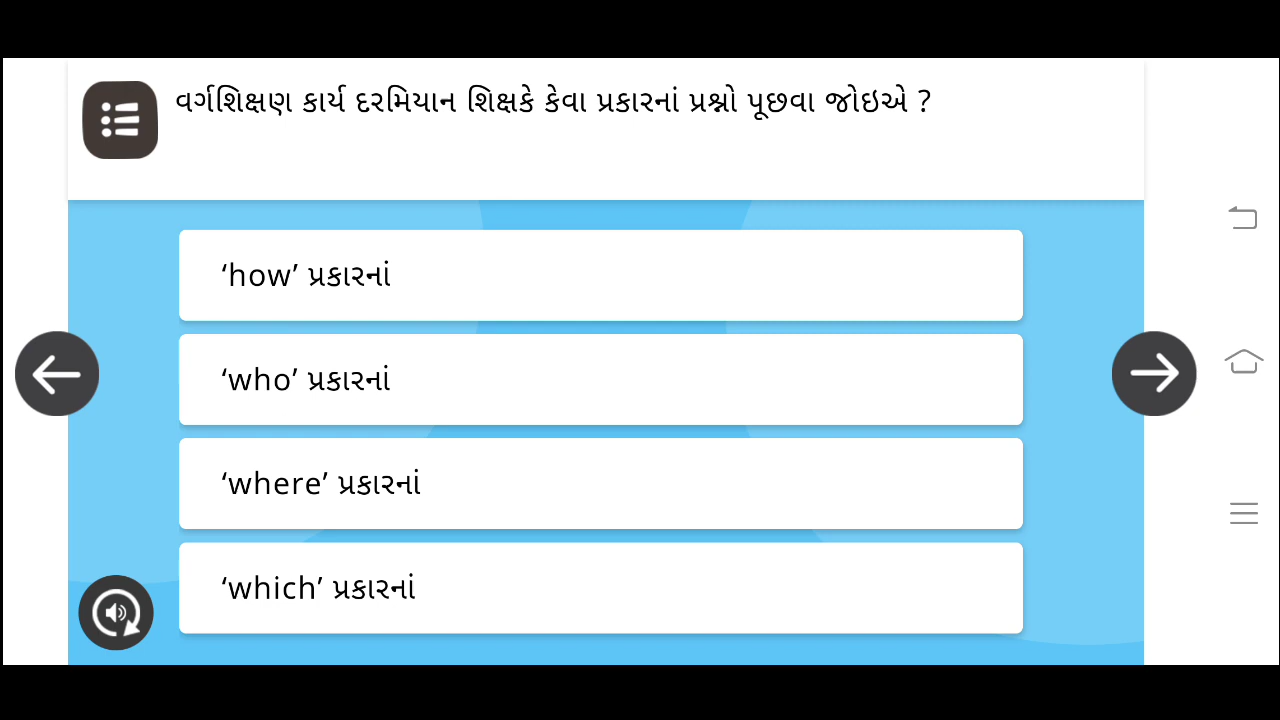 વર્ગશિક્ષણ કાર્ય દરમિયાન શિક્ષકે કેવા પ્રકારનાં પ્રશ્નો પૂછવા જોઇએ ?
‘how’ પ્રકારનાં
‘who’ પ્રકારનાં
‘where’ પ્રકારનાં
‘which’ પ્રકારનાં